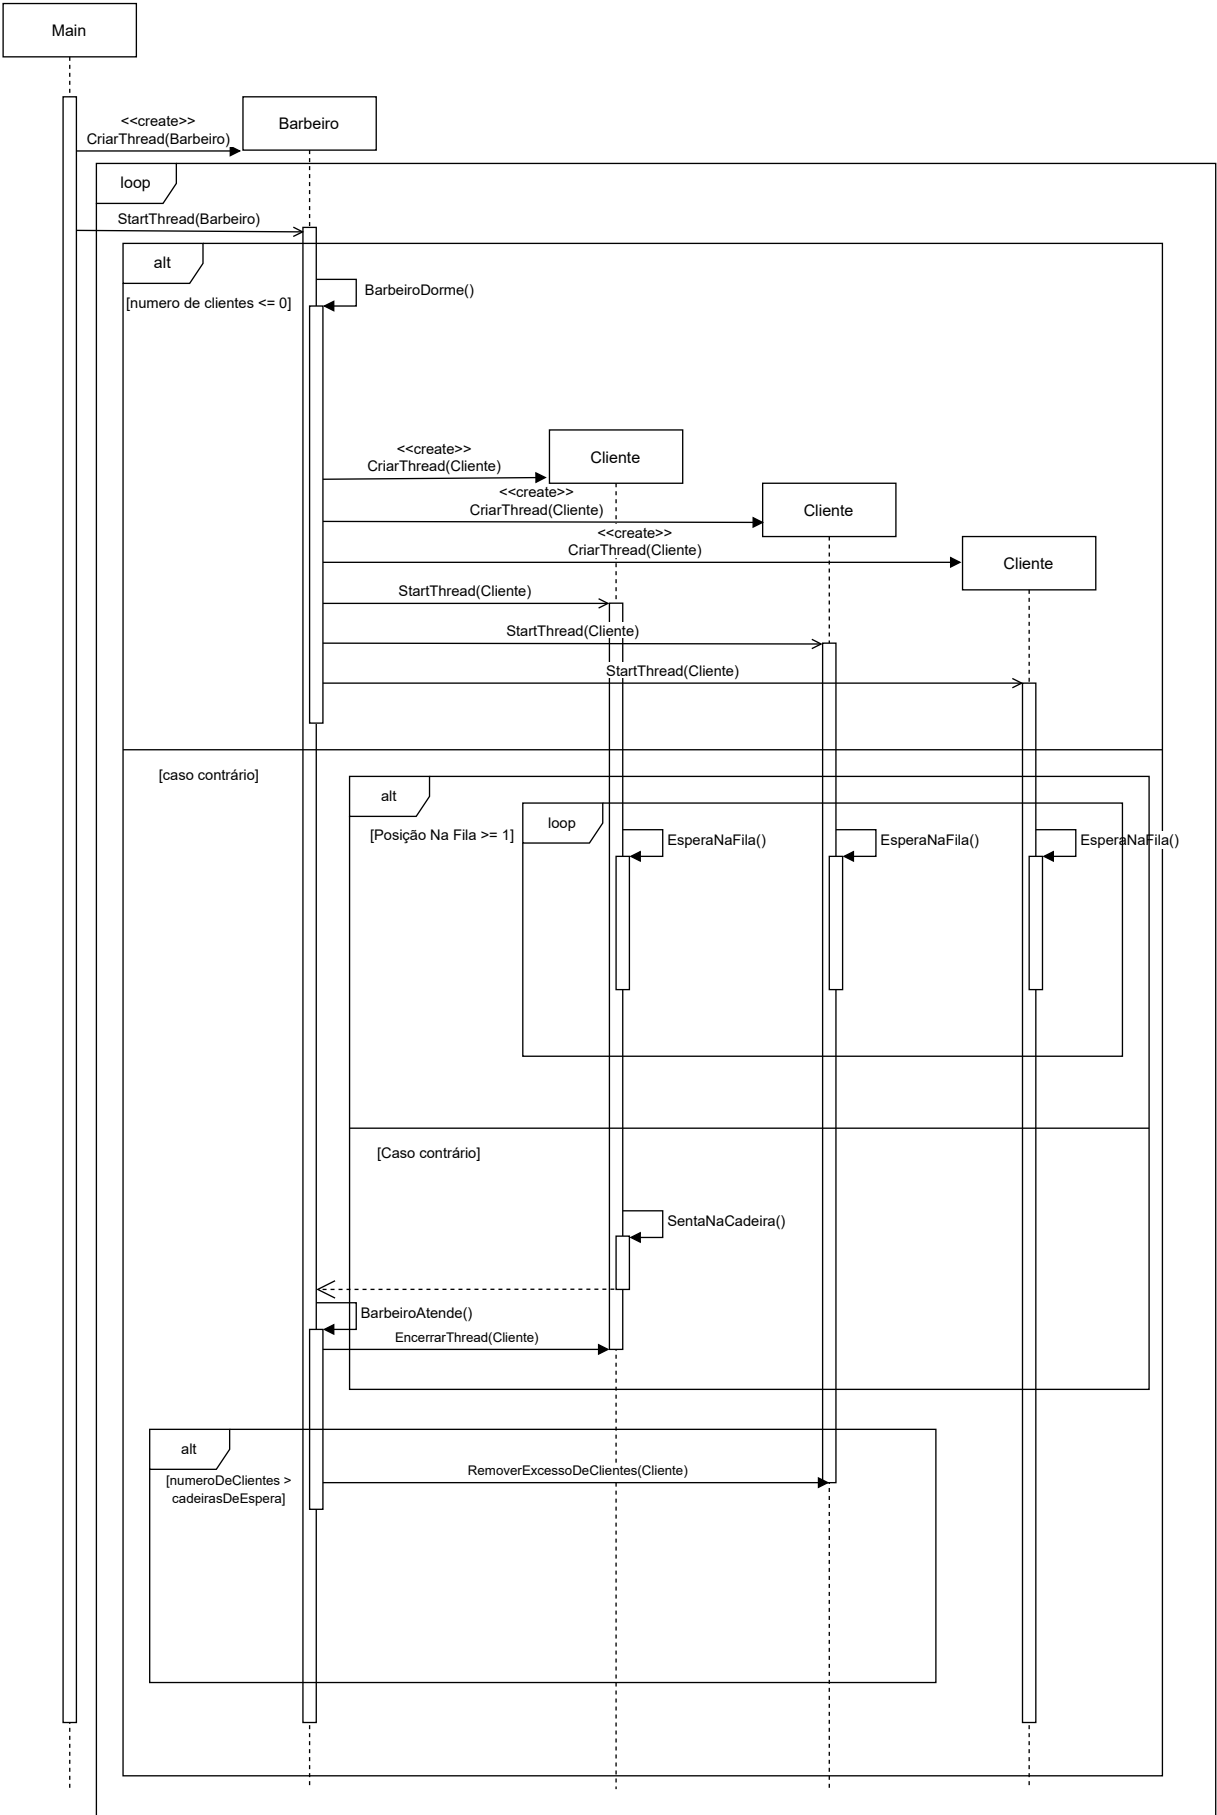 Main
<<create>>
CriarThread(Barbeiro)
Barbeiro
loop
StartThread(Barbeiro)
alt
[numero de clientes <= 0]
BarbeiroDorme()
<<create>>
CriarThread(Cliente)
Cliente
<<create>>
CriarThread(Cliente)
Cliente
<<create>>
CriarThread(Cliente)
Cliente
StartThread(Cliente)
StartThread(Cliente)
StartThread(Cliente)
[caso contrário]
alt
[Posição Na Fila >= 1]
loop
EsperaNaFila()
EsperaNaFila()
EsperaNaFila()
[Caso contrário]
SentaNaCadeira()
BarbeiroAtende()
EncerrarThread(Cliente)
alt
[numeroDeClientes >
cadeirasDeEspera]
RemoverExcessoDeClientes(Cliente)